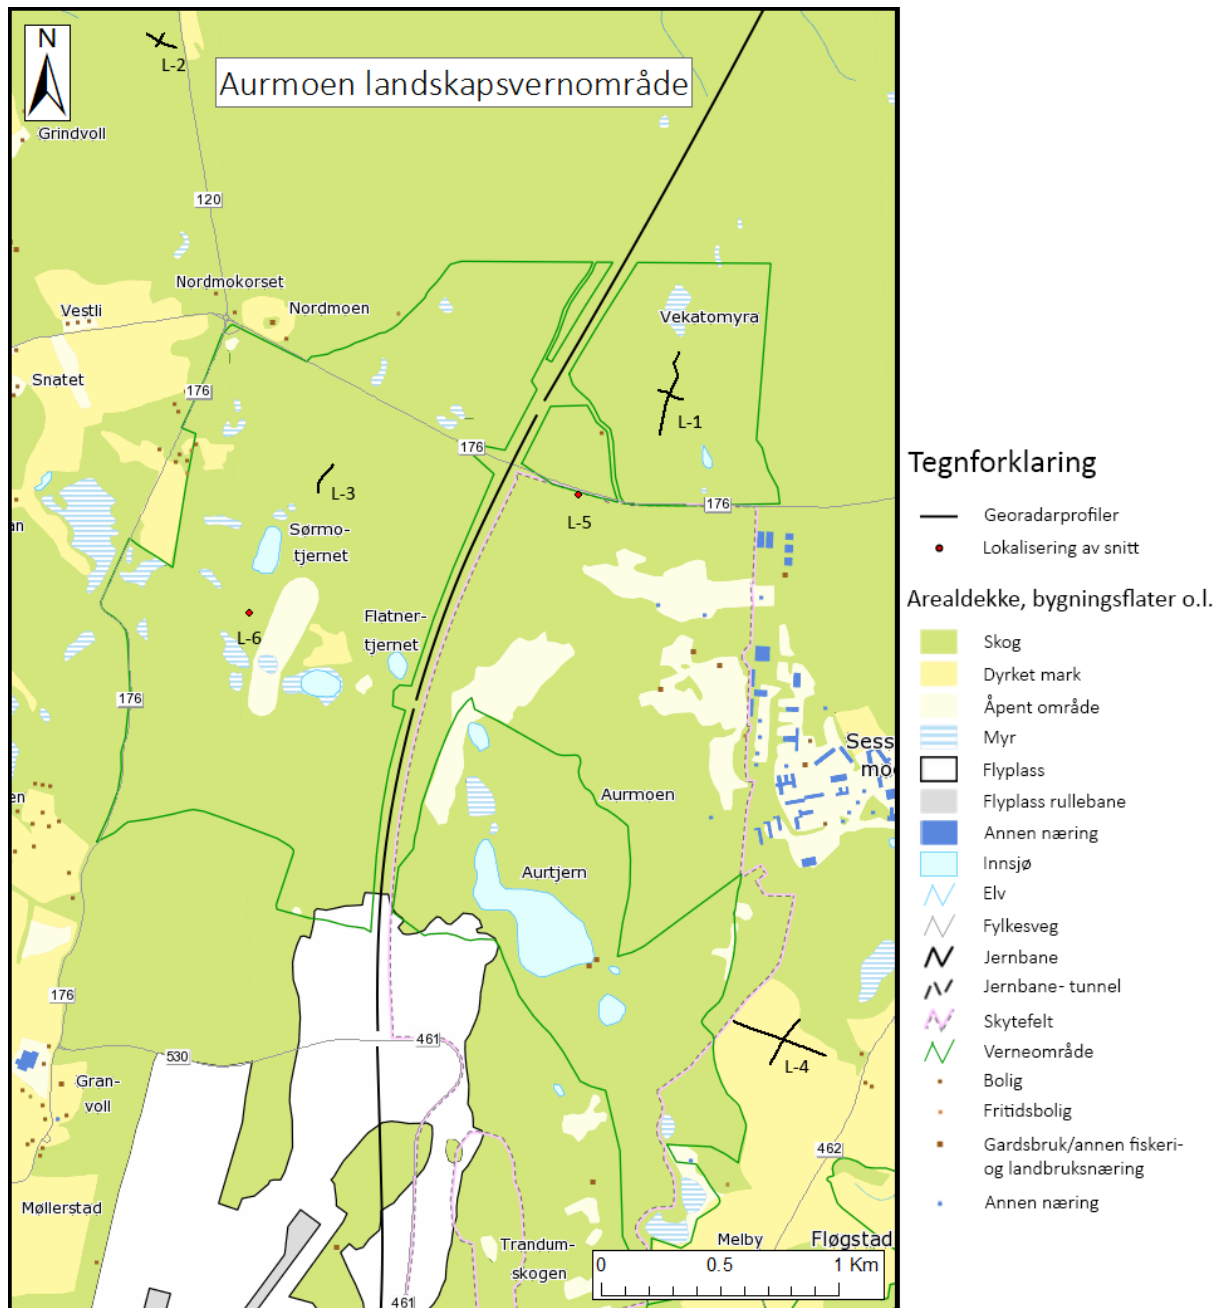 N
L-2
Aurmoen landskapsvernområde
Grindvoll
120
Nordmokorset
Nordmoen
Vestli
Vekatomyra
Snatet
176
L-1
176
L-3
176
an
Sørmo-
tjernet
L-5
L-6
Flatner-
tjernet
176
Sess
mo
Aurmoen
en
Aurtjern
176
530
461
Gran-
voll
L-4
462
Møllerstad
Trandum-
skogen
Melby
Fløgstad
0
0.5
1 Km
461
Tegnforklaring
Georadarprofiler
Lokalisering av snitt
Arealdekke, bygningsflater o.l.
Skog
Dyrket mark
Åpent område
Myr
Flyplass
Flyplass rullebane
Annen næring
Innsjø
Elv
Fylkesveg
Jernbane
Jernbane- tunnel
Skytefelt
Verneområde
Bolig
Fritidsbolig
Gardsbruk/annen fiskeri-
og landbruksnæring
Annen næring